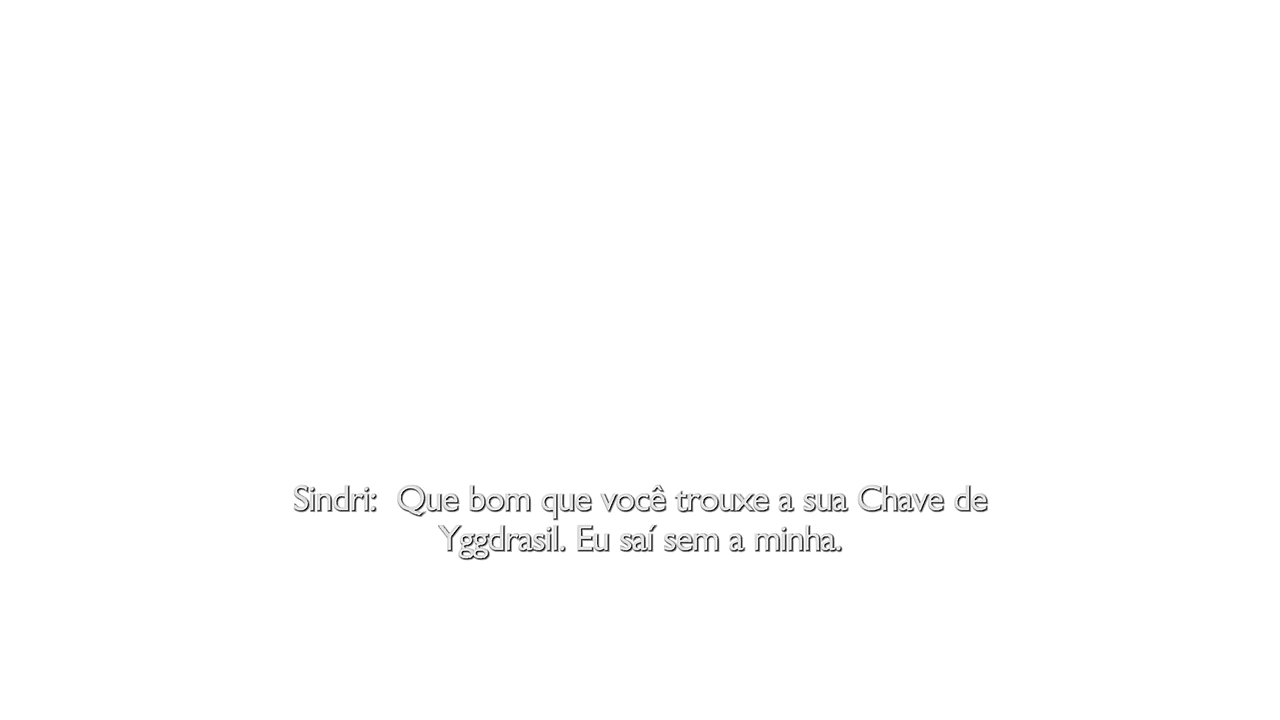 Sindri:  Que bom que você trouxe a sua Chave de
Yggdrasil. Eu saí sem a minha.